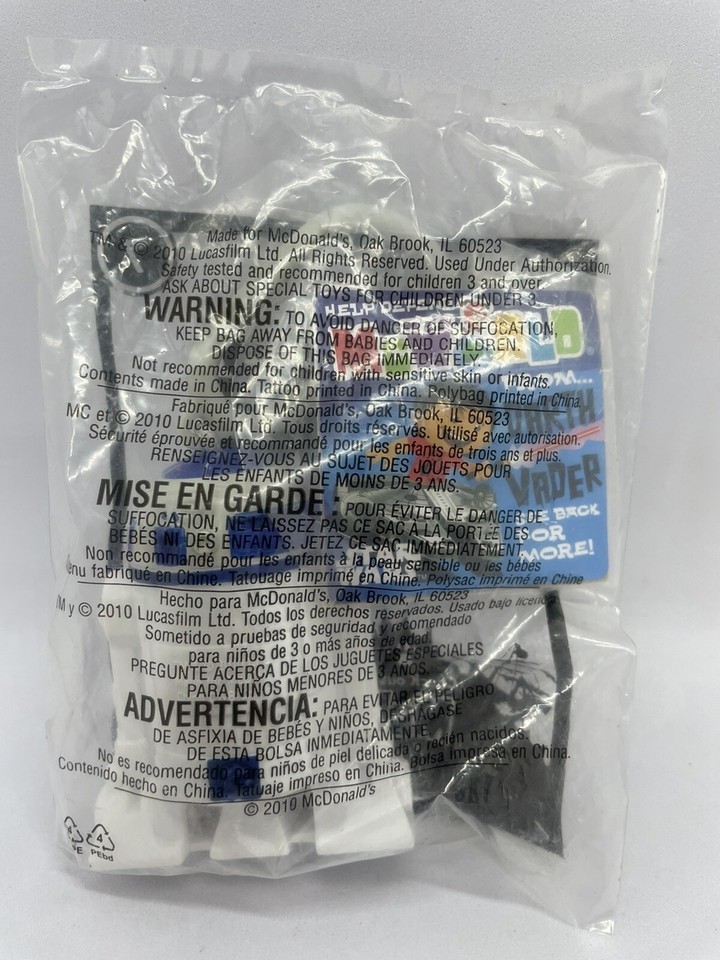 Made for McDonald's, Oak Brook, IL 60523
TM & © 2010 Lucasfilm Ltd. All Rights Reserved. Used Under Authorization.
Safety tested and recommended for children 3 and over.
ASK ABOUT SPECIAL TOYS FOR CHILDREN UNDER 3.
WARNING: TO AVOID DANGER OF SUFFOCATION,
KEEP BAG AWAY FROM BABIES AND CHILDREN.
DISPOSE OF THIS BAG IMMEDIATELY.
Not recommended for children with sensitive skin or infants.
Contents made in China. Tattoo printed in China. Polybag printed in China.
Fabriqué pour McDonald's, Oak Brook, IL 60523
MC et © 2010 Lucasfilm Ltd. Tous droits réservés. Utilisé avec autorisation.
Sécurité éprouvée et recommandé pour les enfants de trois ans et plus.
RENSEIGNEZ-VOUS AU SUJET DES JOUETS POUR
LES ENFANTS DE MOINS DE 3 ANS.
MISE EN GARDE: POUR ÉVITER LE DANGER DE
SUFFOCATION, NE LAISSEZ PAS CE SAC À LA PORTÉE DES
BÉBÉS NI DES ENFANTS. JETEZ CE SAC IMMÉDIATEMENT.
Non recommandé pour les enfants à la peau sensible ou les bébés
enu fabriqué en Chine. Tatouage imprimé en Chine. Polysac imprimé en Chine
Hecho para McDonald's, Oak Brook, IL 60523
M y © 2010 Lucasfilm Ltd. Todos los derechos reservados. Usado bajo licenc
Sometido a pruebas de seguridad y recomendado
para niños de 3 o más años de edad.
PREGUNTE ACERCA DE LOS JUGUETES ESPECIALES
PARA NIÑOS MENORES DE 3 AÑOS.
ADVERTENCIA: PARA EVITAR EL PELIGRO
DE ASFIXIA DE BEBÉS Y NIÑOS, DESHÁGASE
DE ESTA BOLSA INMEDIATAMENTE.
No es recomendado para niños de piel delicada o recién nacidos.
Contenido hecho en China. Tatuaje impreso en China. Bolsa impresa en China.
© 2010 McDonald's
HELP DEFEND
VADER
BACK
FOR
MORE!
4
4
PEbd